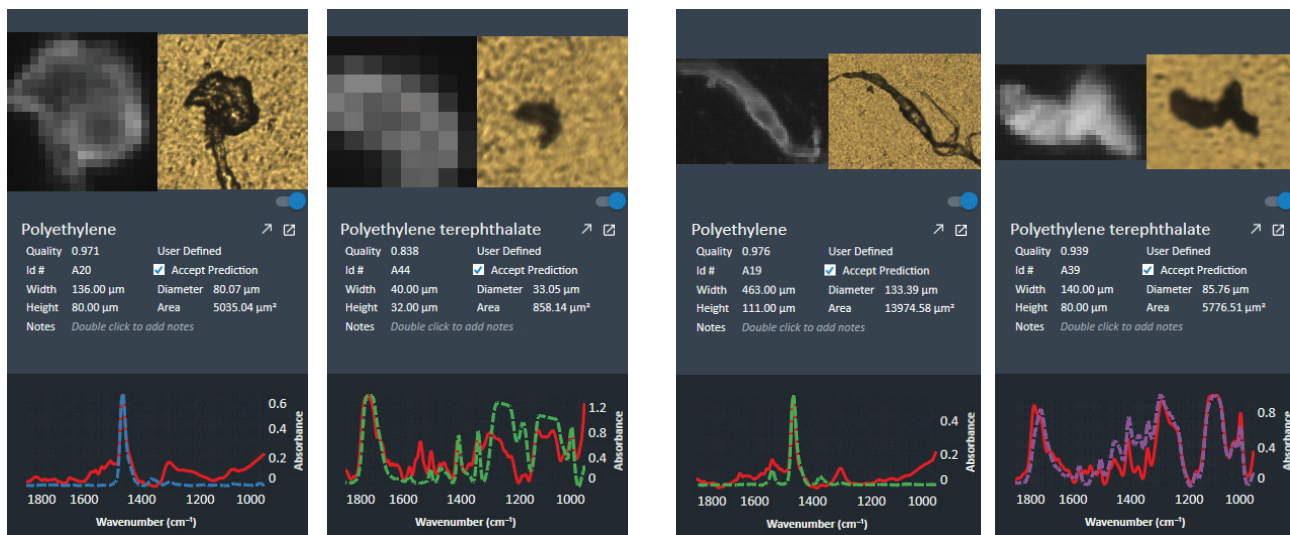 Polyethylene
Quality 0.971 User Defined
Id # A20 Accept Prediction
Width 136.00 µm Diameter 80.07 µm
Height 80.00 µm Area 5035.04 µm²
Notes Double click to add notes
0.6
0.4
0.2
0
Absorbance
1800 1600 1400 1200 1000
Wavenumber (cm⁻¹)
Polyethylene terephthalate
Quality 0.838 User Defined
Id # A44 Accept Prediction
Width 40.00 µm Diameter 33.05 µm
Height 32.00 µm Area 858.14 µm²
Notes Double click to add notes
1.2
0.8
0.4
0
Absorbance
1800 1600 1400 1200 1000
Wavenumber (cm⁻¹)
Polyethylene
Quality 0.976 User Defined
Id # A19 Accept Prediction
Width 463.00 µm Diameter 133.39 µm
Height 111.00 µm Area 13974.58 µm²
Notes Double click to add notes
0.4
0.2
0
Absorbance
1800 1600 1400 1200 1000
Wavenumber (cm⁻¹)
Polyethylene terephthalate
Quality 0.939 User Defined
Id # A39 Accept Prediction
Width 140.00 µm Diameter 85.76 µm
Height 80.00 µm Area 5776.51 µm²
Notes Double click to add notes
0.8
0.4
0
Absorbance
1800 1600 1400 1200 1000
Wavenumber (cm⁻¹)